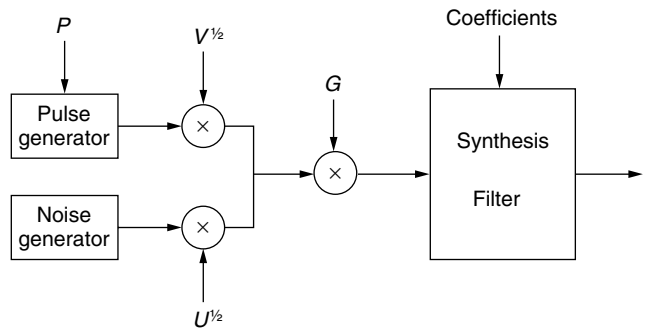 P
V½
Coefficients
G
Pulse
generator
×
×
Synthesis
Filter
Noise
generator
×
U½